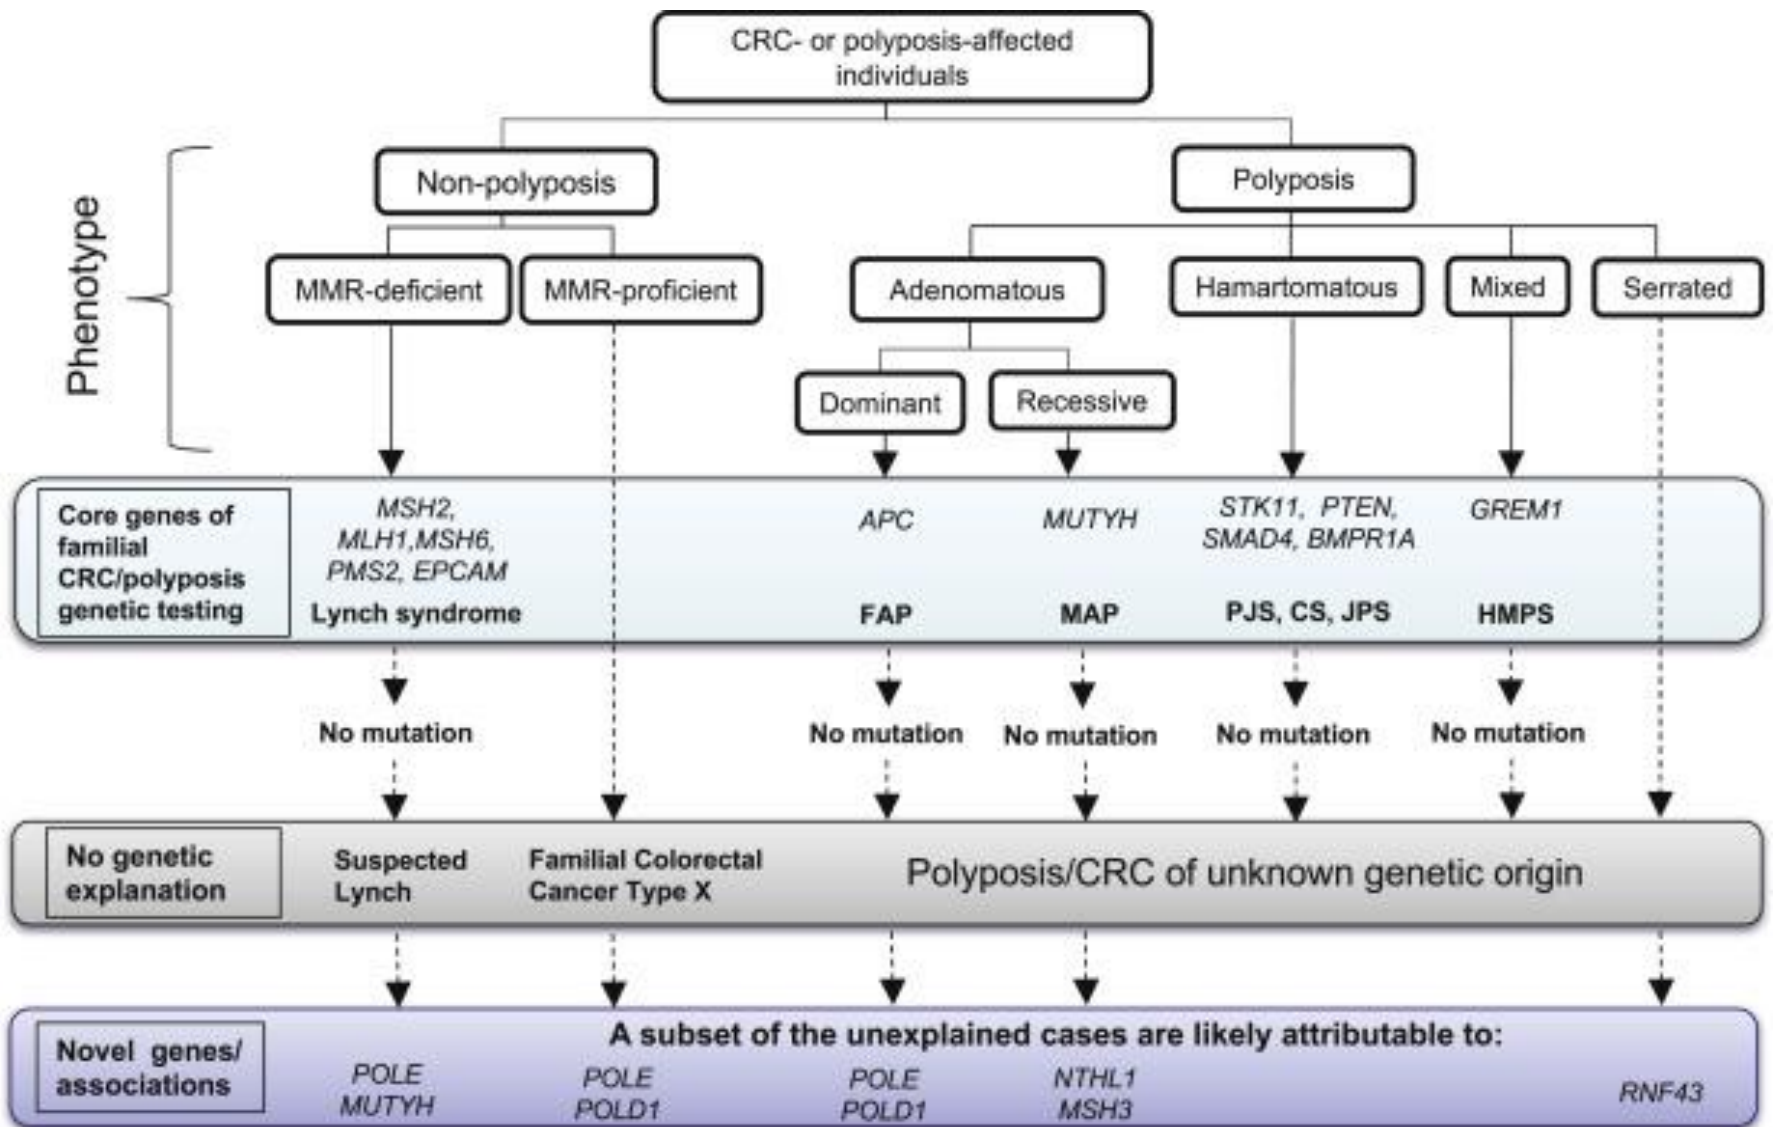 CRC- or polyposis-affected
individuals
Phenotype
Non-polyposis
Polyposis
MMR-deficient
MMR-proficient
Adenomatous
Hamartomatous
Mixed
Serrated
Dominant
Recessive
Core genes of
familial
CRC/polyposis
genetic testing
MSH2,
MLH1,MSH6,
PMS2, EPCAM
Lynch syndrome
APC
FAP
MUTYH
MAP
STK11, PTEN,
SMAD4, BMPR1A
PJS, CS, JPS
GREM1
HMPS
No mutation
No mutation
No mutation
No mutation
No mutation
No genetic
explanation
Suspected
Lynch
Familial Colorectal
Cancer Type X
Polyposis/CRC of unknown genetic origin
Novel genes/
associations
A subset of the unexplained cases are likely attributable to:
POLE
MUTYH
POLE
POLD1
POLE
POLD1
NTHL1
MSH3
RNF43